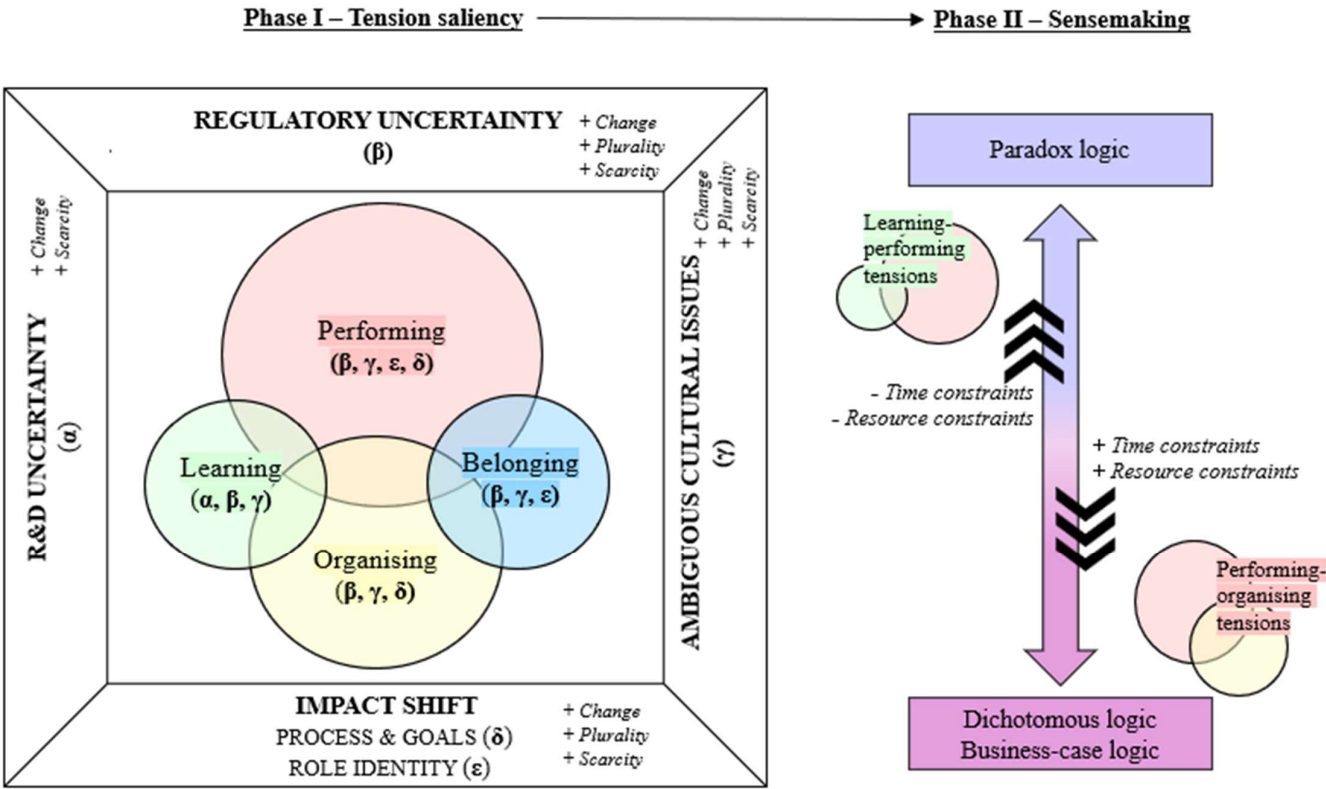 Phase I – Tension saliency
Phase II – Sensemaking
REGULATORY UNCERTAINTY
(β)
+ Change
+ Plurality
+ Scarcity
R&D UNCERTAINTY
(α)
+ Change
+ Scarcity
Performing
(β, γ, ε, δ)
Learning
(α, β, γ)
Belonging
(β, γ, ε)
Organising
(β, γ, δ)
AMBIGUOUS CULTURAL ISSUES
(γ)
+ Change
+ Plurality
+ Scarcity
IMPACT SHIFT
PROCESS & GOALS (δ)
ROLE IDENTITY (ε)
+ Change
+ Plurality
+ Scarcity
Paradox logic
Learning-
performing
tensions
- Time constraints
- Resource constraints
+ Time constraints
+ Resource constraints
Performing-
organising
tensions
Dichotomous logic
Business-case logic